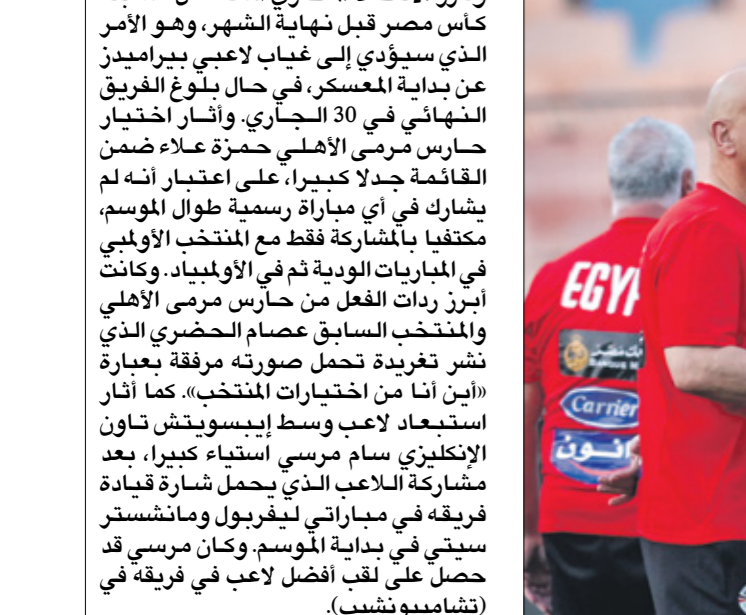 كأس مصر قبل نهاية الشهر، وهو الأمر
الذي سيؤدي إلى غياب لاعبي بيراميدز
عن بداية المعسكر، في حال بلوغ الفريق
النهائي في 30 الجاري. وأثار اختيار
حارس مرمى الأهلي حمزة علاء ضمن
القائمة جدلا كبيرا، على اعتبار أنه لم
يشارك في أي مباراة رسمية طوال الموسم،
مكتفيا بالمشاركة فقط مع المنتخب الأولمبي
في المباريات الودية ثم في الأولمبياد. وكانت
أبرز ردات الفعل من حارس مرمى الأهلي
والمنتخب السابق عصام الحضري الذي
نشر تغريدة تحمل صورته مرفقة بعبارة
«أين أنا من اختيارات المنتخب». كما أثار
استبعاد لاعب وسط إيبسويتش تاون
الإنكليزي سام مرسي استياء كبيرا، بعد
مشاركة اللاعب الذي يحمل شارة قيادة
فريقه في مباراتي ليفربول ومانشستر
سيتي في بداية الموسم. وكان مرسي قد
حصل على لقب أفضل لاعب في فريقه في
(تشامبيونشيب).
EGY
Carrier